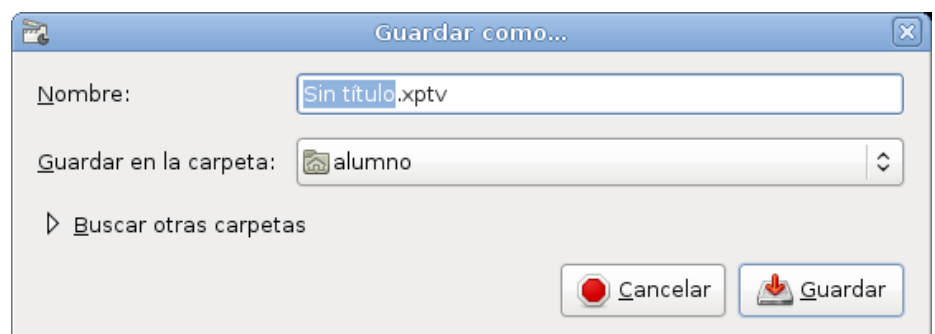 Guardar como...
Nombre: Sin título.xptv
Guardar en la carpeta: alumno
Buscar otras carpetas
Cancelar Guardar